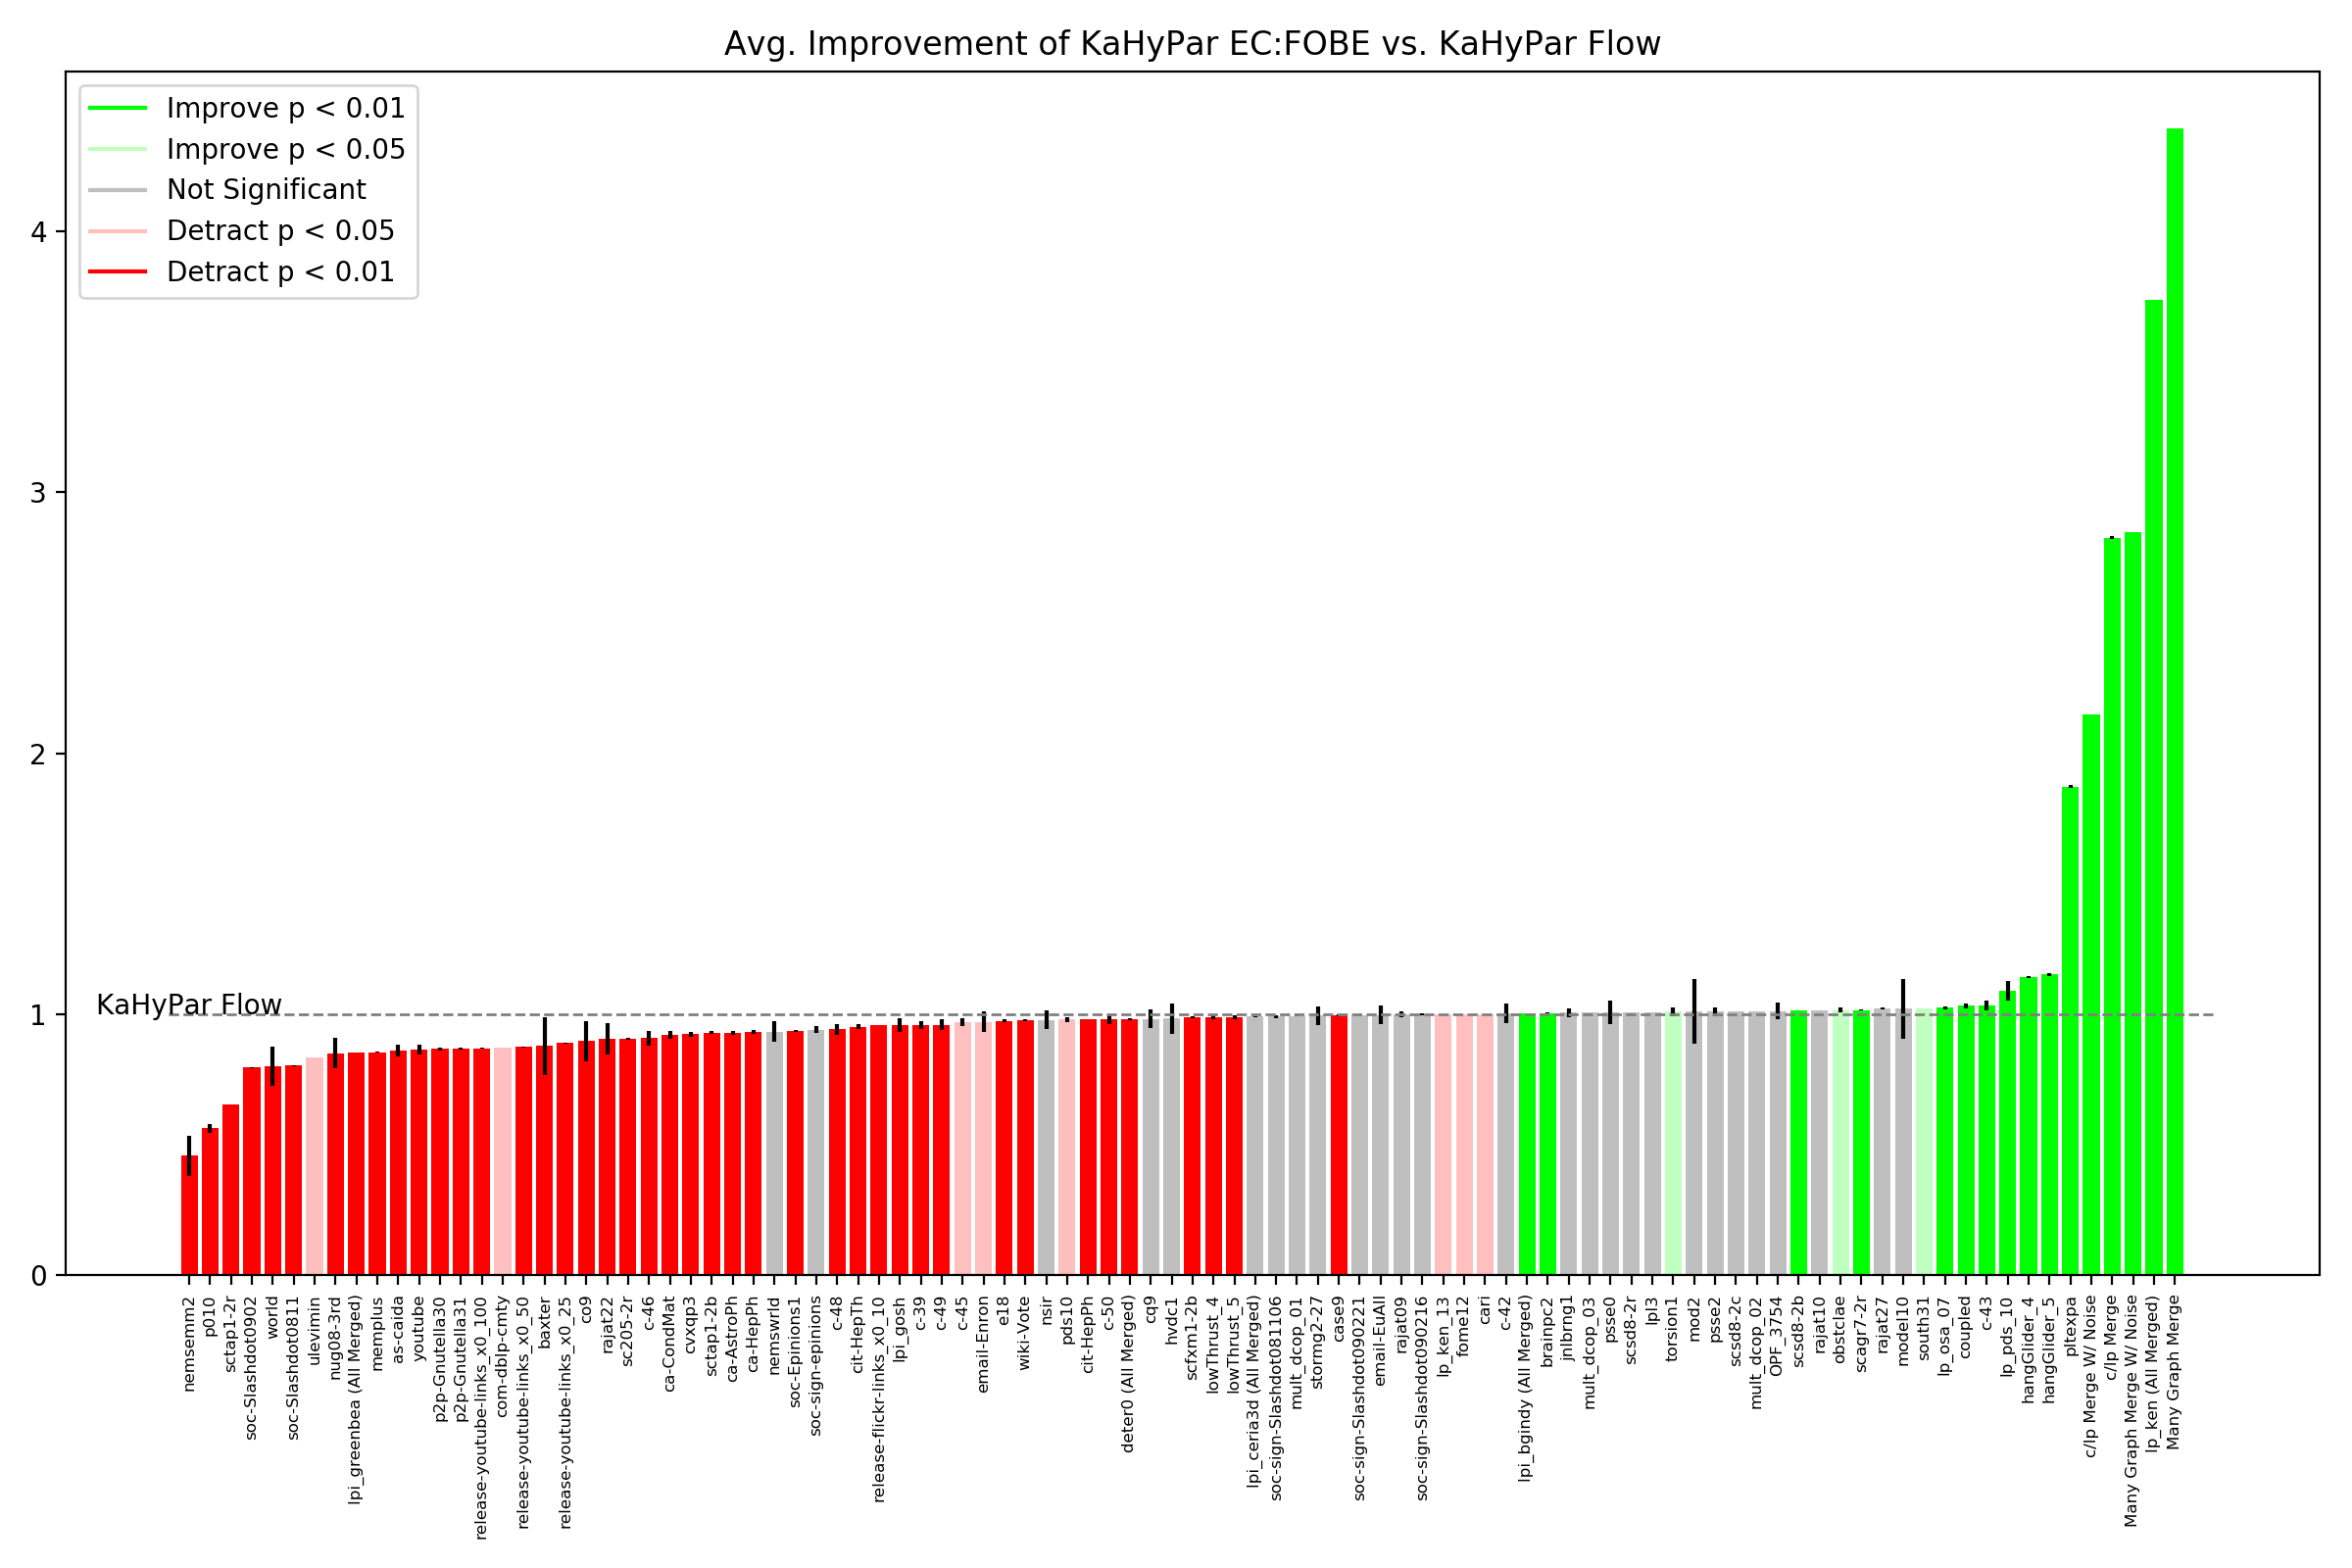 Avg. Improvement of KaHyPar EC:FOBE vs. KaHyPar Flow
Improve p < 0.01
Improve p < 0.05
Not Significant
Detract p < 0.05
Detract p < 0.01
4
3
2
1
0
KaHyPar Flow
nemsemm2
p010
sctap1-2r
soc-Slashdot0902
world
soc-Slashdot0811
ulevimin
nug08-3rd
lpi_greenbea (All Merged)
memplus
as-caida
youtube
p2p-Gnutella30
p2p-Gnutella31
release-youtube-links_x0_100
com-dblp-cmty
release-youtube-links_x0_50
baxter
release-youtube-links_x0_25
co9
rajat22
sc205-2r
c-46
ca-CondMat
cvxqp3
sctap1-2b
ca-AstroPh
ca-HepPh
nemswrld
soc-Epinions1
soc-sign-epinions
c-48
cit-HepTh
release-flickr-links_x0_10
lpi_gosh
c-39
c-49
c-45
email-Enron
e18
wiki-Vote
nsir
pds10
cit-HepPh
c-50
deter0 (All Merged)
cq9
hvdc1
scfxm1-2b
lowThrust_4
lowThrust_5
lpi_ceria3d (All Merged)
soc-sign-Slashdot081106
mult_dcop_01
stormg2-27
case9
soc-sign-Slashdot090221
email-EuAll
rajat09
soc-sign-Slashdot090216
lp_ken_13
fome12
cari
c-42
lpi_bgindy (All Merged)
brainpc2
jnlbrng1
mult_dcop_03
psse0
scsd8-2r
lpl3
torsion1
mod2
psse2
scsd8-2c
mult_dcop_02
OPF_3754
scsd8-2b
rajat10
obstclae
scagr7-2r
rajat27
model10
south31
lp_osa_07
coupled
c-43
lp_pds_10
hangGlider_4
hangGlider_5
pltexpa
c/lp Merge W/ Noise
c/lp Merge
Many Graph Merge W/ Noise
lp_ken (All Merged)
Many Graph Merge